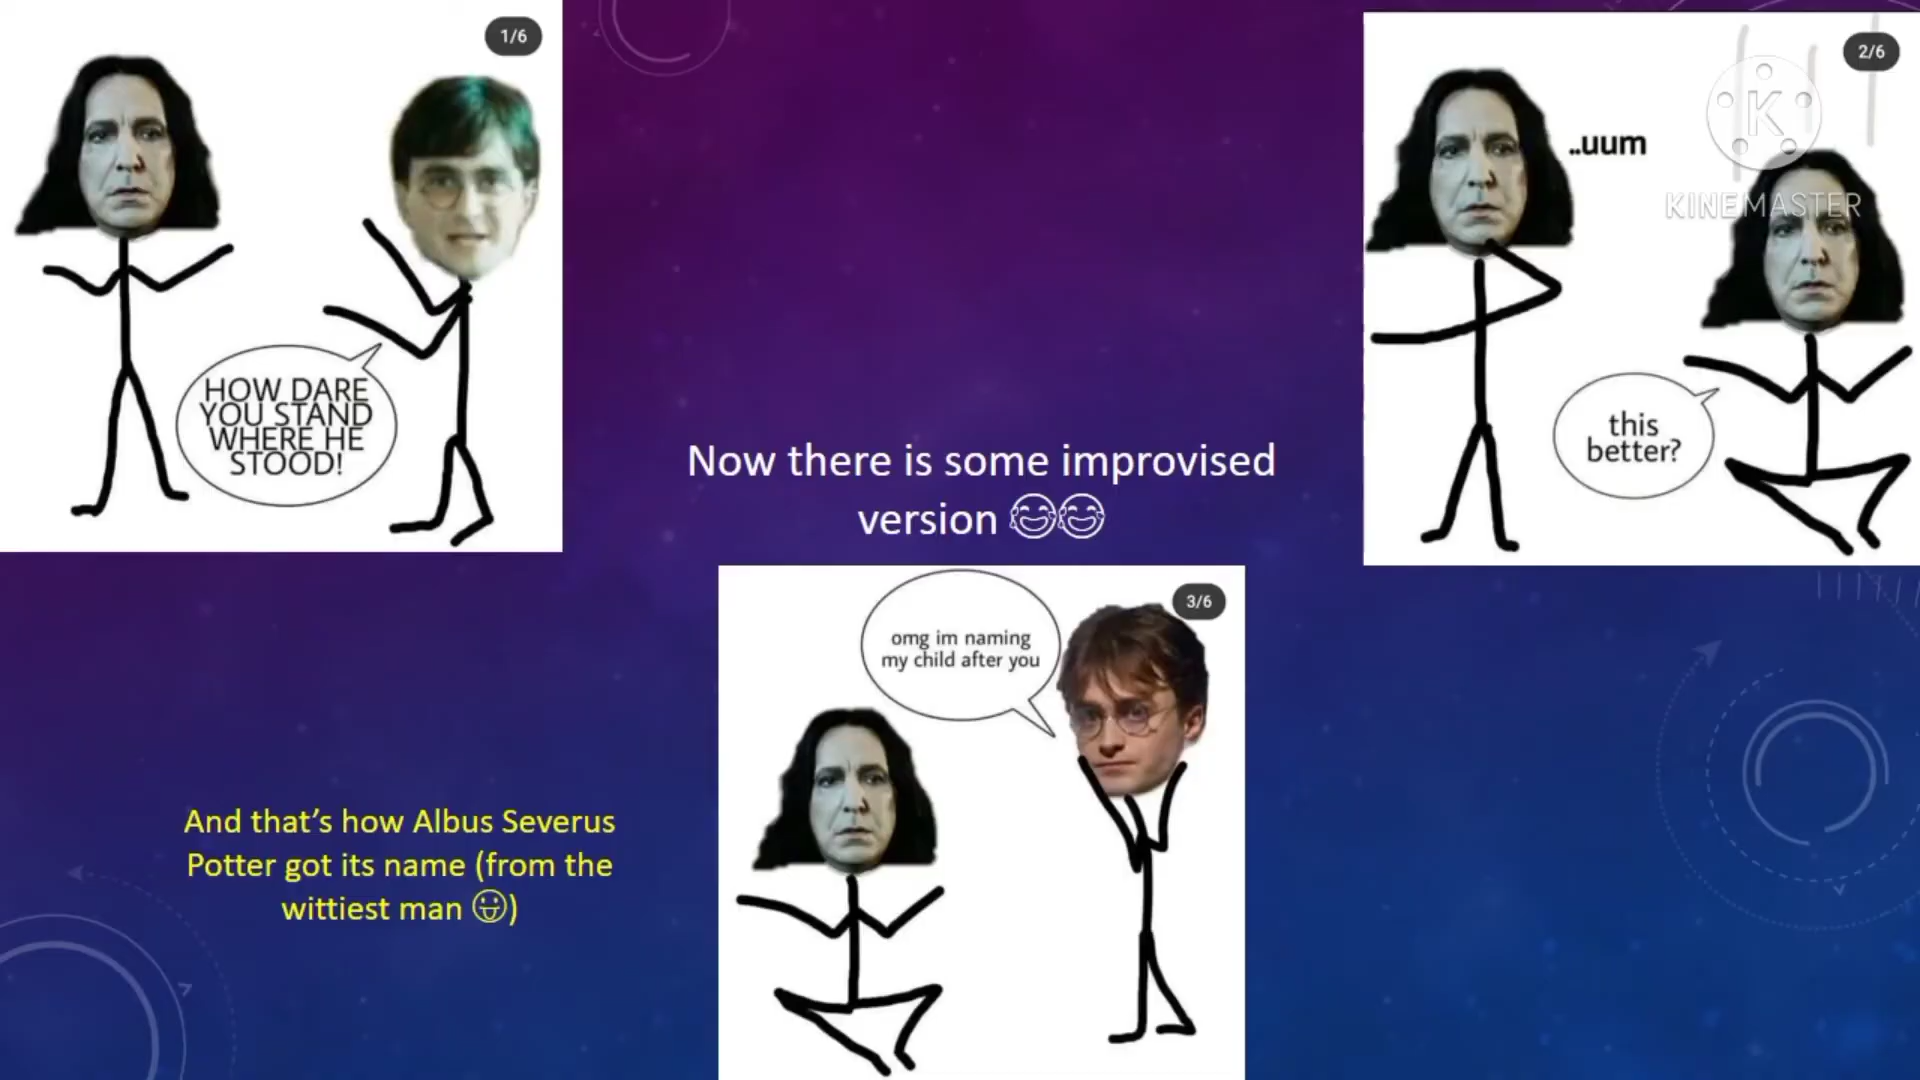 1/6
HOW DARE
YOU STAND
WHERE HE
STOOD!
2/6
..uum
K
KINEMASTER
this
better?
Now there is some improvised
version 😂😂
3/6
omg im naming
my child after you
And that's how Albus Severus
Potter got its name (from the
wittiest man 😛)